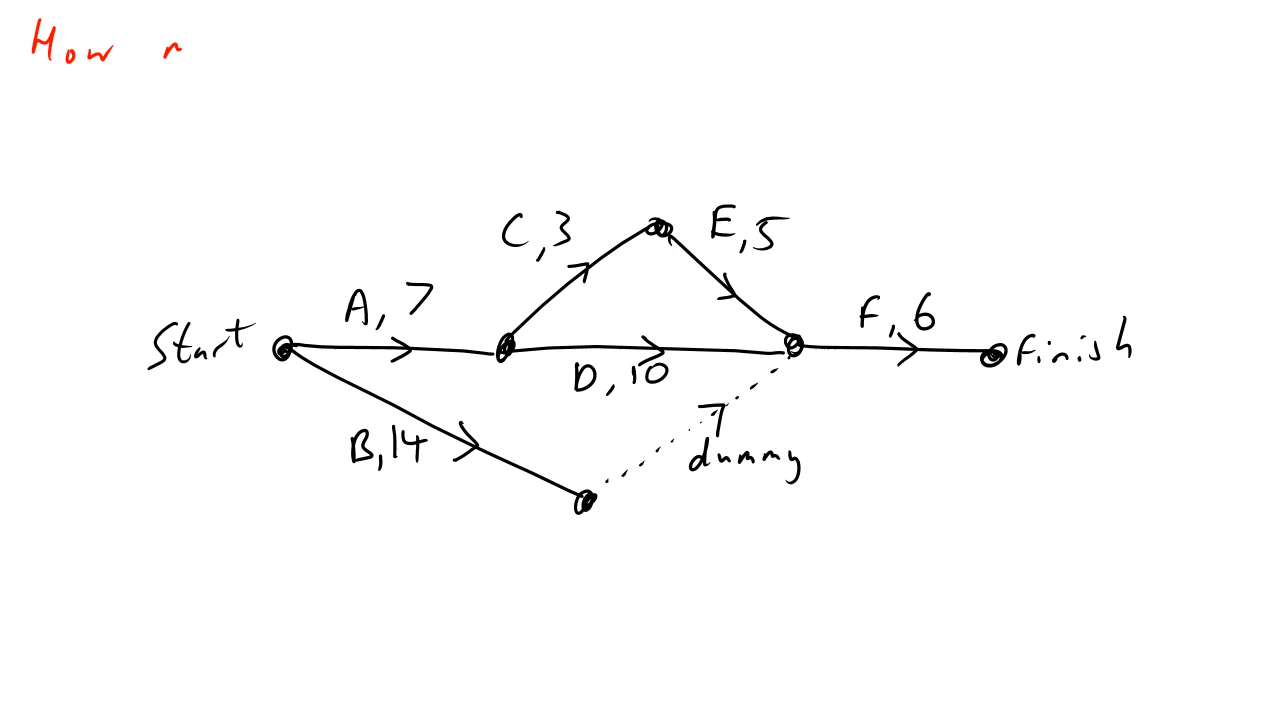 How r
C, 3
E, 5
A, 7
F, 6
Start
Finish
D, 10
B, 14
dummy